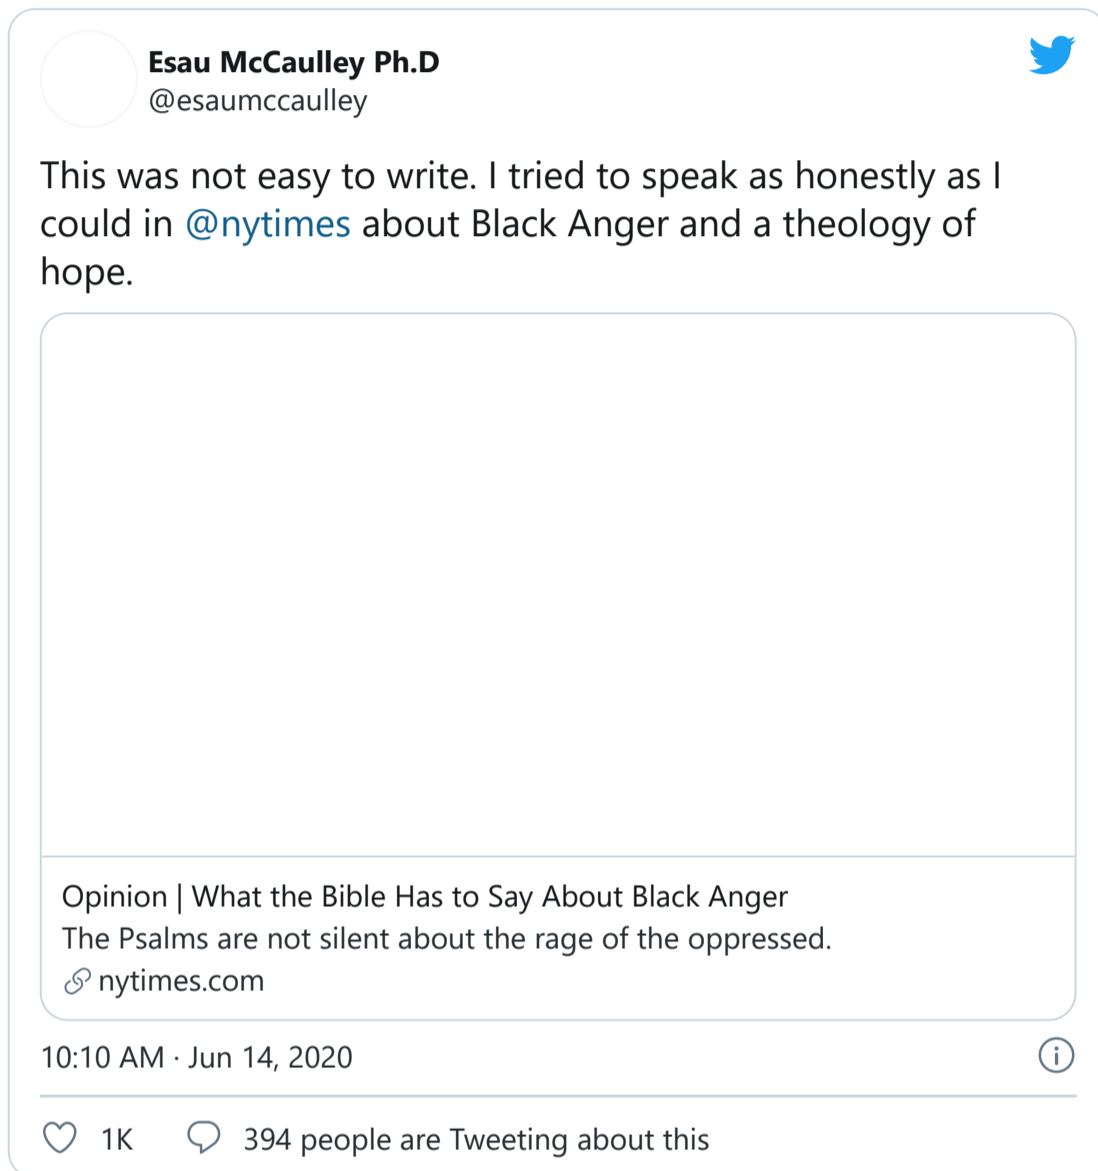 Esau McCaulley Ph.D
@esaumccaulley
This was not easy to write. I tried to speak as honestly as I
could in @nytimes about Black Anger and a theology of
hope.
Opinion | What the Bible Has to Say About Black Anger
The Psalms are not silent about the rage of the oppressed.
nytimes.com
10:10 AM · Jun 14, 2020
1K 394 people are Tweeting about this